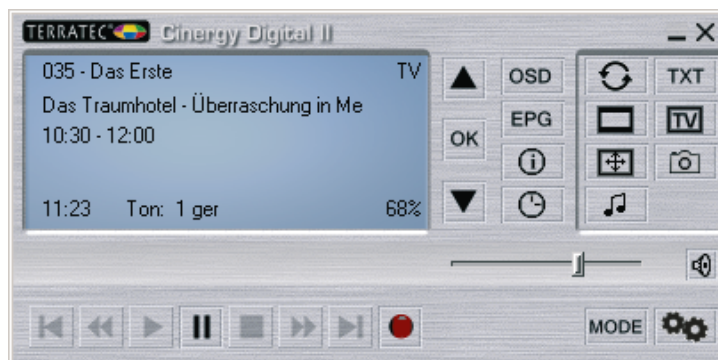 TERRATEC Cinergy Digital II
035 - Das Erste TV
Das Traumhotel - Überraschung in Me
10:30 - 12:00
11:23 Ton: 1 ger 68%
OK
OSD
EPG
TXT
TV
MODE